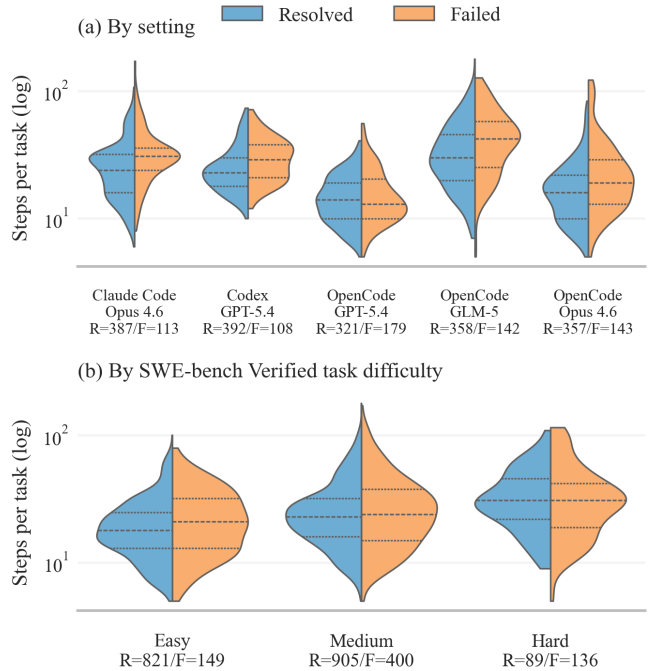 Resolved Failed
(a) By setting
Steps per task (log)
10²
10¹
Claude Code
Opus 4.6
R=387/F=113
Codex
GPT-5.4
R=392/F=108
OpenCode
GPT-5.4
R=321/F=179
OpenCode
GLM-5
R=358/F=142
OpenCode
Opus 4.6
R=357/F=143
(b) By SWE-bench Verified task difficulty
Steps per task (log)
10²
10¹
Easy
R=821/F=149
Medium
R=905/F=400
Hard
R=89/F=136